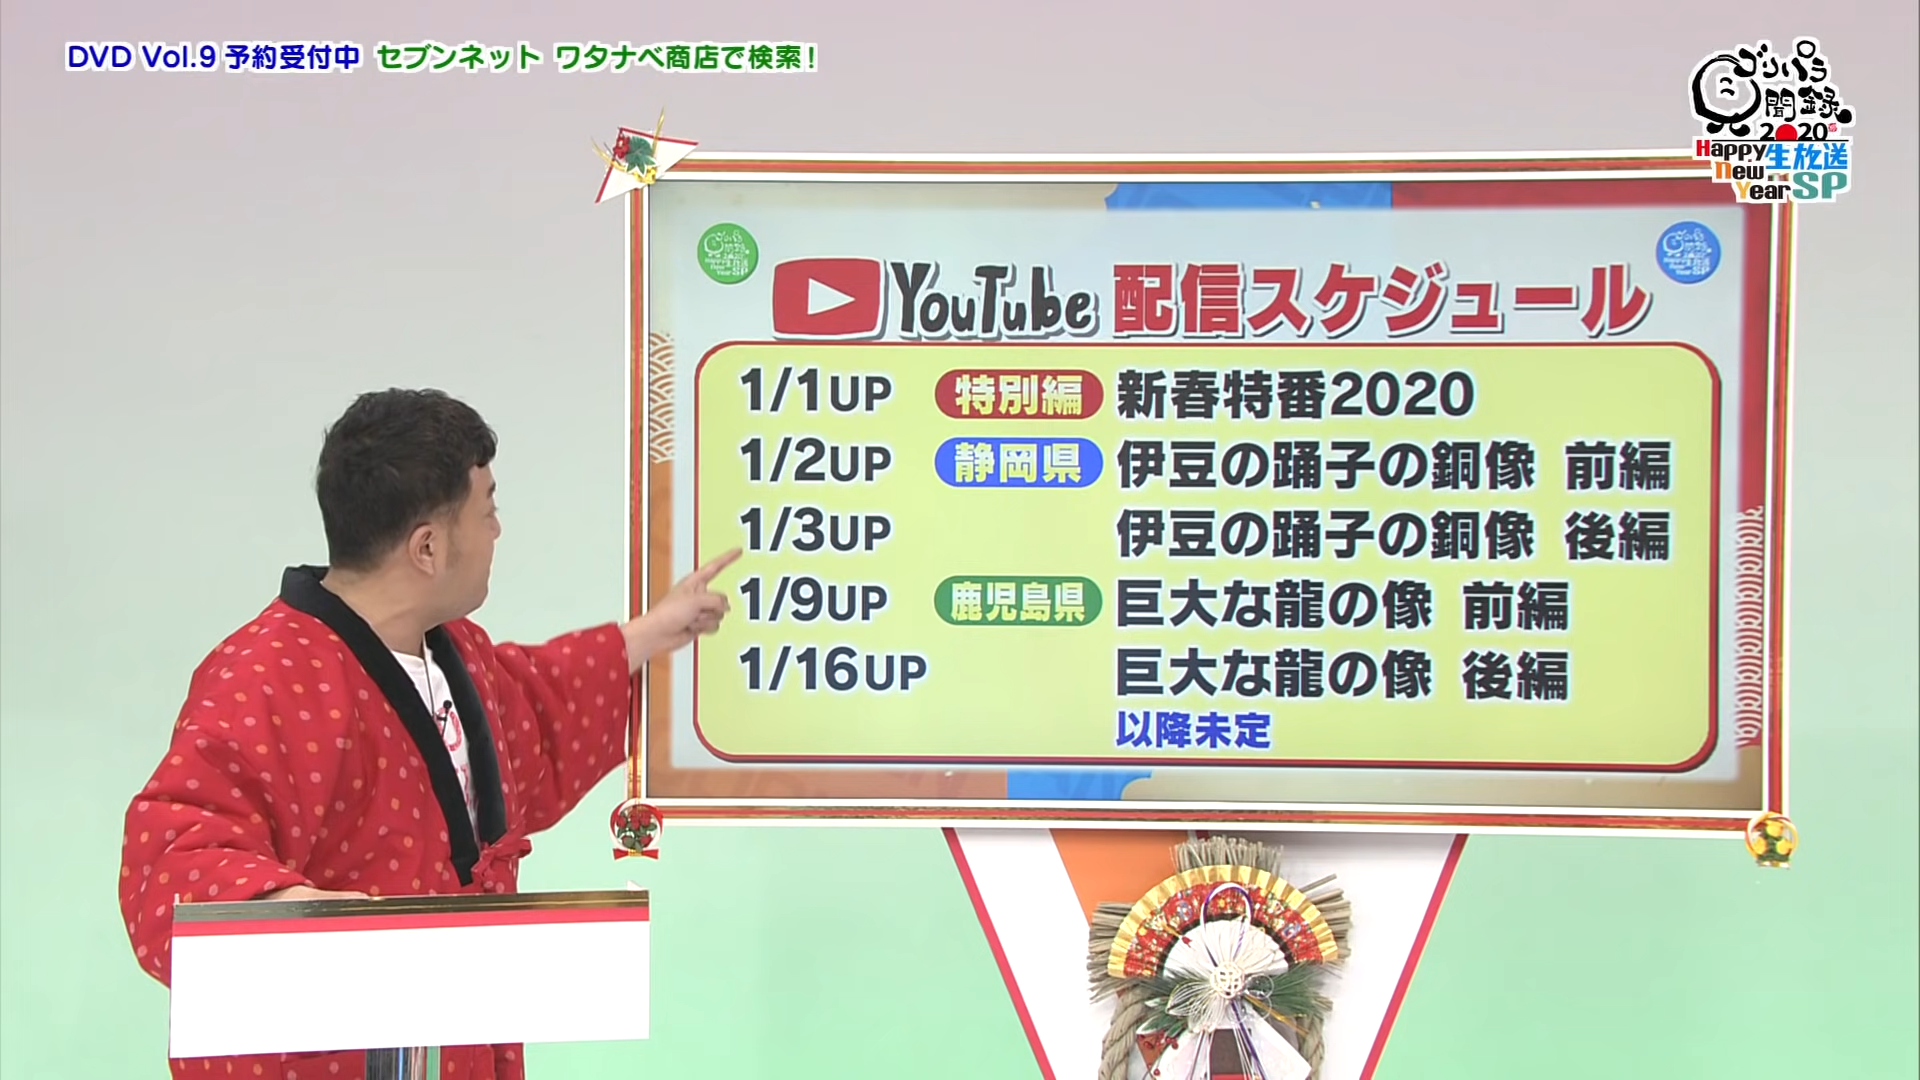 DVD Vol.9 予約受付中 セブンネット ワタナベ商店で検索!
ゴリパラ
見聞録
2020
Happy 生放送
New
Year SP
YouTube 配信スケジュール
1/1UP 特別編 新春特番2020
1/2UP 静岡県 伊豆の踊子の銅像 前編
1/3UP 伊豆の踊子の銅像 後編
1/9UP 鹿児島県 巨大な龍の像 前編
1/16UP 巨大な龍の像 後編
以降未定